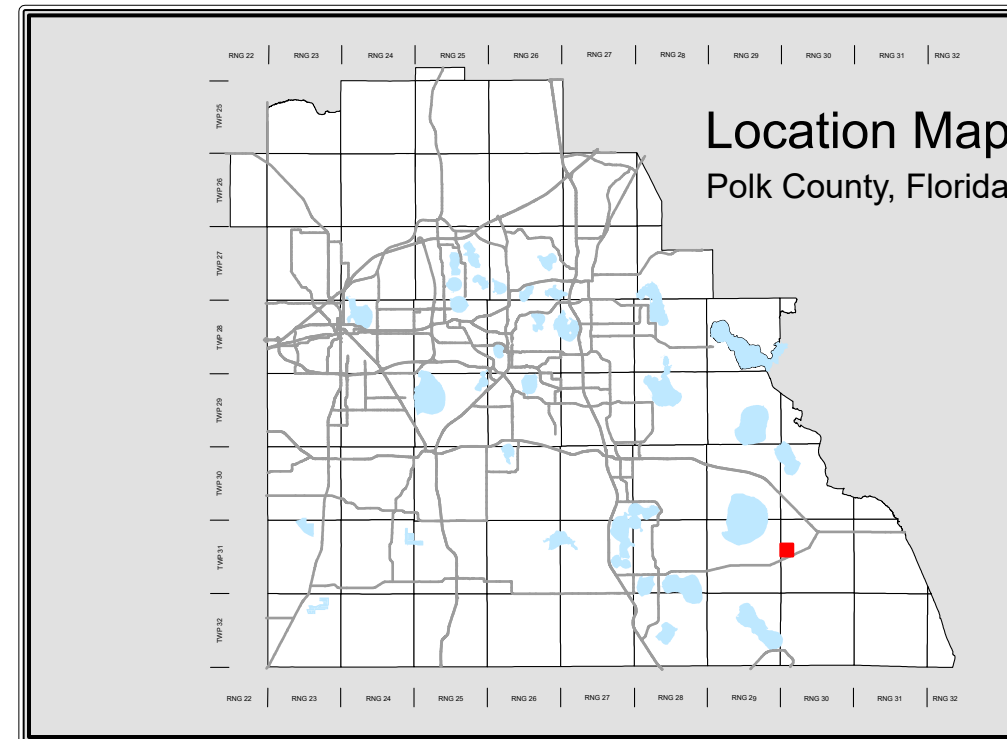 RNG 22 RNG 23 RNG 24 RNG 25 RNG 26 RNG 27 RNG 28 RNG 29 RNG 30 RNG 31 RNG 32
Location Map
Polk County, Florida
TWP 25
TWP 26
TWP 27
TWP 28
TWP 29
TWP 30
TWP 31
TWP 32
RNG 22 RNG 23 RNG 24 RNG 25 RNG 26 RNG 27 RNG 28 RNG 29 RNG 30 RNG 31 RNG 32